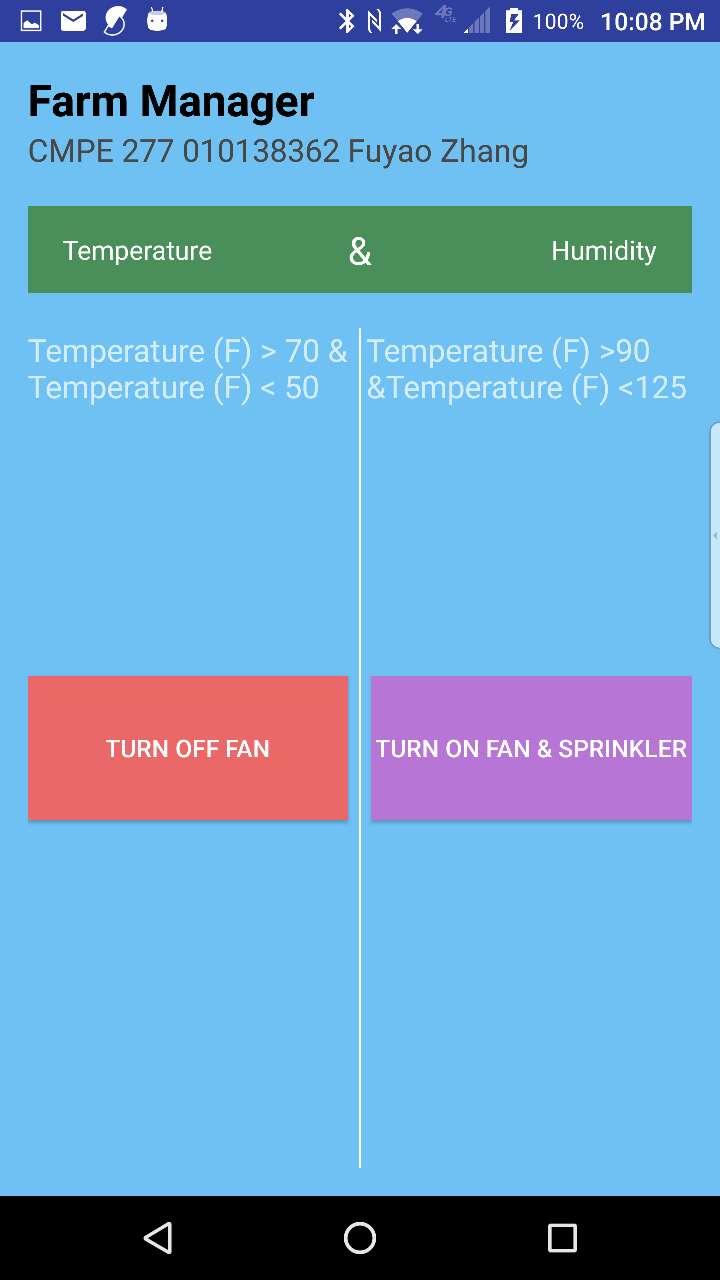 4G LTE 100% 10:08 PM
Farm Manager
CMPE 277 010138362 Fuyao Zhang
Temperature & Humidity
Temperature (F) > 70 &
Temperature (F) < 50
Temperature (F) >90
&Temperature (F) <125
TURN OFF FAN
TURN ON FAN & SPRINKLER